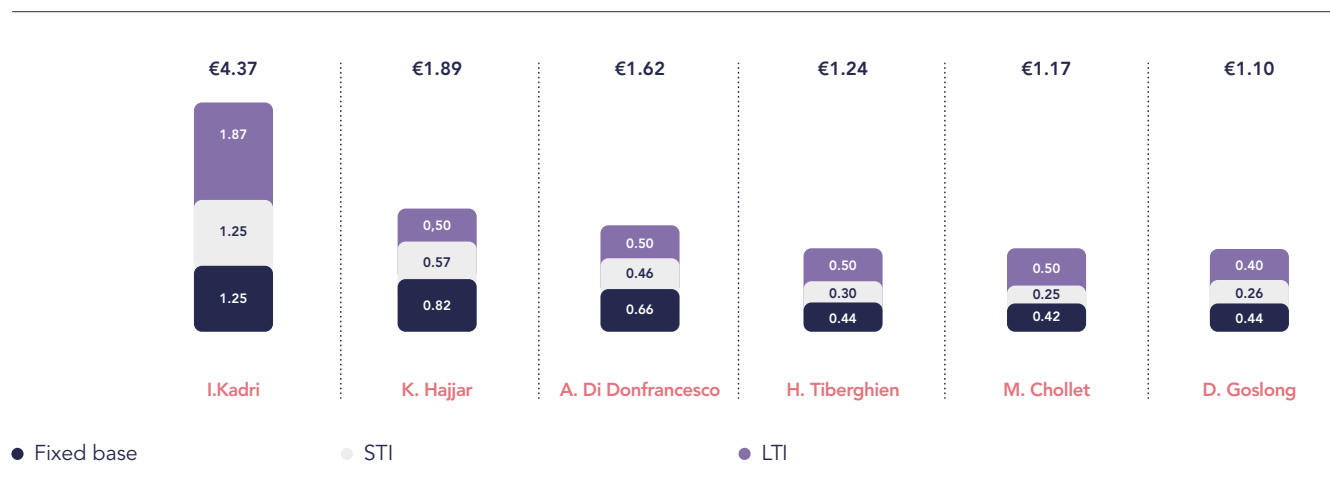 €4.37 €1.89 €1.62 €1.24 €1.17 €1.10
1.87 0,50 0.50 0.50 0.50 0.40
1.25 0.57 0.46 0.30 0.25 0.26
1.25 0.82 0.66 0.44 0.42 0.44
I.Kadri K. Hajjar A. Di Donfrancesco H. Tiberghien M. Chollet D. Goslong
Fixed base STI LTI